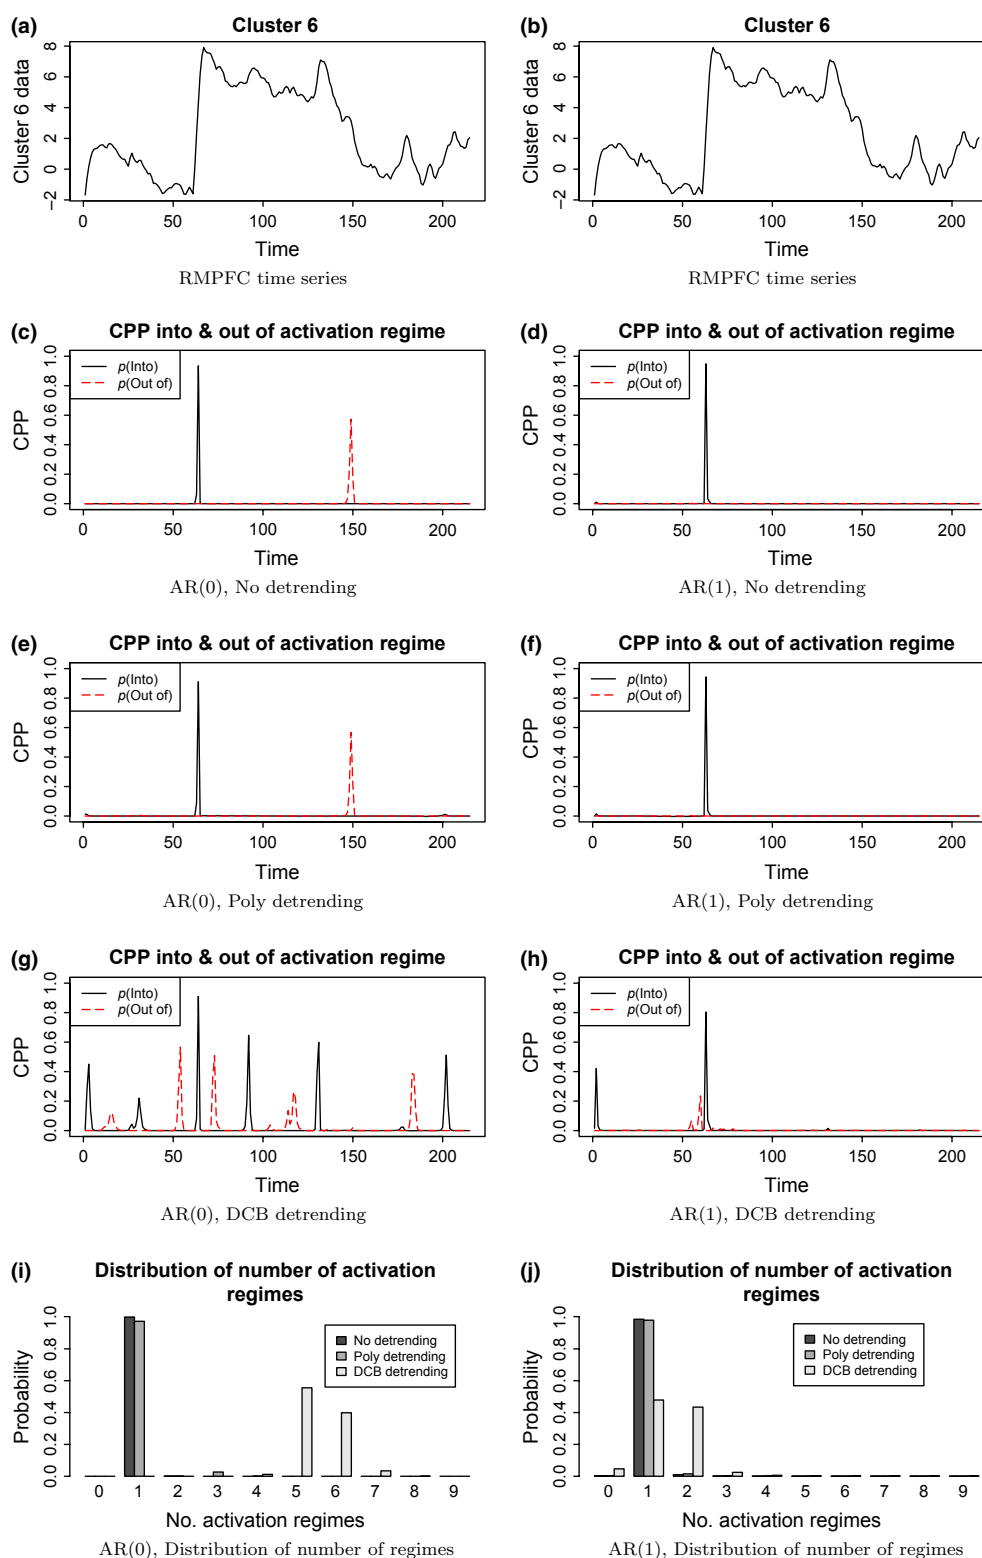 (a) Cluster 6
Cluster 6 data
8
6
4
2
0
−2
0 50 100 150 200
Time
RMPFC time series
(b) Cluster 6
Cluster 6 data
8
6
4
2
0
−2
0 50 100 150 200
Time
RMPFC time series
(c) CPP into & out of activation regime
p(Into)
p(Out of)
CPP
1.0
0.8
0.6
0.4
0.2
0.0
0 50 100 150 200
Time
AR(0), No detrending
(d) CPP into & out of activation regime
p(Into)
p(Out of)
CPP
1.0
0.8
0.6
0.4
0.2
0.0
0 50 100 150 200
Time
AR(1), No detrending
(e) CPP into & out of activation regime
p(Into)
p(Out of)
CPP
1.0
0.8
0.6
0.4
0.2
0.0
0 50 100 150 200
Time
AR(0), Poly detrending
(f) CPP into & out of activation regime
p(Into)
p(Out of)
CPP
1.0
0.8
0.6
0.4
0.2
0.0
0 50 100 150 200
Time
AR(1), Poly detrending
(g) CPP into & out of activation regime
p(Into)
p(Out of)
CPP
1.0
0.8
0.6
0.4
0.2
0.0
0 50 100 150 200
Time
AR(0), DCB detrending
(h) CPP into & out of activation regime
p(Into)
p(Out of)
CPP
1.0
0.8
0.6
0.4
0.2
0.0
0 50 100 150 200
Time
AR(1), DCB detrending
(i) Distribution of number of activation
regimes
No detrending
Poly detrending
DCB detrending
Probability
1.0
0.8
0.6
0.4
0.2
0.0
0 1 2 3 4 5 6 7 8 9
No. activation regimes
AR(0), Distribution of number of regimes
(j) Distribution of number of activation
regimes
No detrending
Poly detrending
DCB detrending
Probability
1.0
0.8
0.6
0.4
0.2
0.0
0 1 2 3 4 5 6 7 8 9
No. activation regimes
AR(1), Distribution of number of regimes